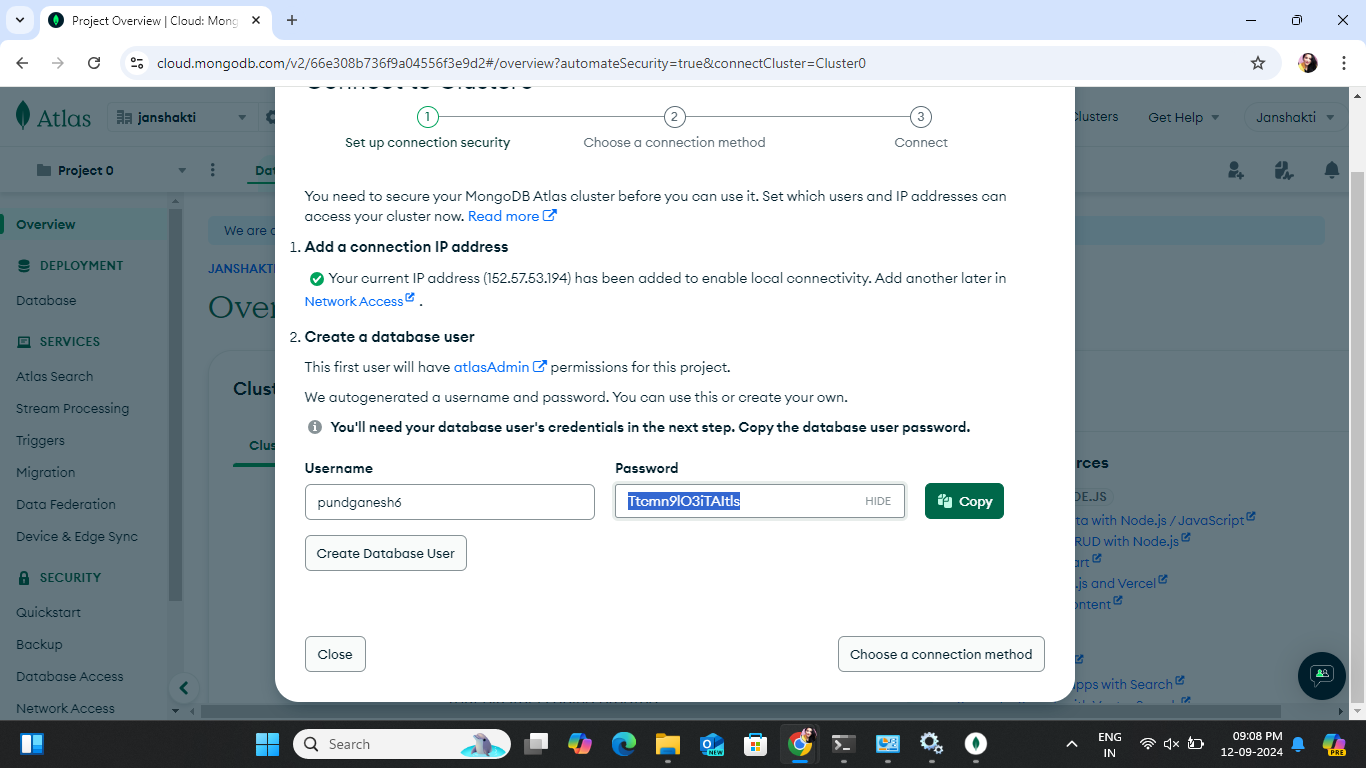 Project Overview | Cloud: Mong
cloud.mongodb.com/v2/66e308b736f9a04556f3e9d2#/overview?automateSecurity=true&connectCluster=Cluster0
Connect to Clusters
Atlas
janshakti
Clusters
Get Help
Janshakti
1
2
3
Set up connection security
Choose a connection method
Connect
Project 0
Dat
You need to secure your MongoDB Atlas cluster before you can use it. Set which users and IP addresses can
access your cluster now. Read more
Overview
We are
JANSHAKTI
Over
1. Add a connection IP address
DEPLOYMENT
Your current IP address (152.57.53.194) has been added to enable local connectivity. Add another later in
Network Access .
Database
2. Create a database user
SERVICES
This first user will have atlasAdmin permissions for this project.
Atlas Search
Clust
We autogenerated a username and password. You can use this or create your own.
Stream Processing
You'll need your database user's credentials in the next step. Copy the database user password.
Triggers
Clus
Migration
Username
Password
rces
pundganesh6
Ttcmn9lO3iTAItls
HIDE
Copy
DE.JS
Data Federation
ta with Node.js / JavaScript
Device & Edge Sync
RUD with Node.js
Create Database User
art
SECURITY
.js and Vercel
ontent
Quickstart
Backup
Close
Choose a connection method
Database Access
pps with Search
Network Access
Search
NEW
ENG
IN
09:08 PM
12-09-2024
PRE